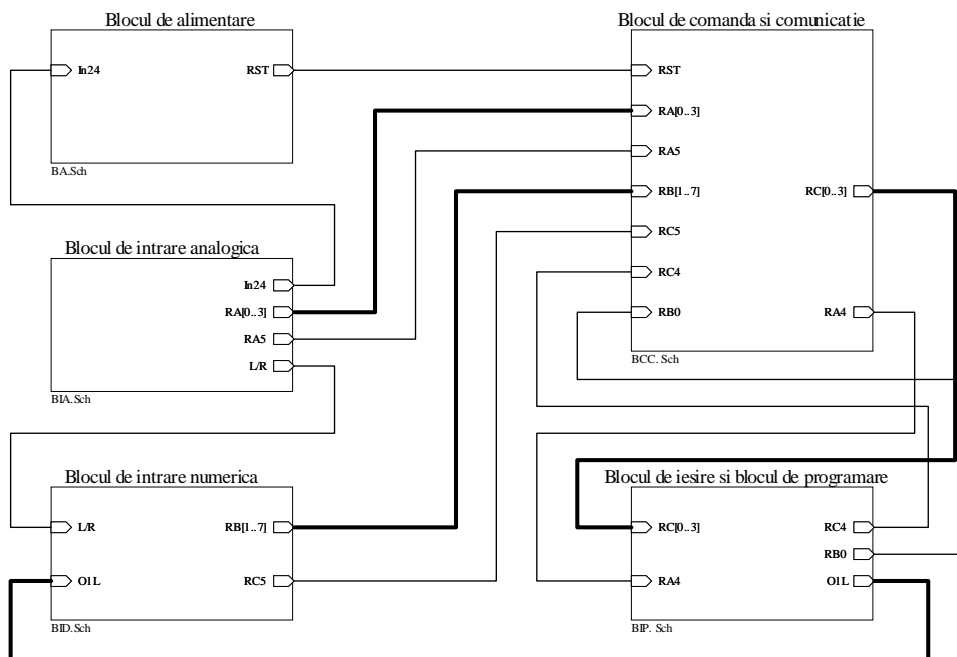 Blocul de alimentare
In24
RST
BA.Sch
Blocul de intrare analogica
In24
RA[0..3]
RA5
L/R
BIA.Sch
Blocul de intrare numerica
L/R
RB[1..7]
O1L
RC5
BID.Sch
Blocul de comanda si comunicatie
RST
RA[0..3]
RA5
RB[1..7]
RC[0..3]
RC5
RC4
RB0
RA4
BCC. Sch
Blocul de iesire si blocul de programare
RC[0..3]
RC4
RB0
RA4
O1L
BIP. Sch